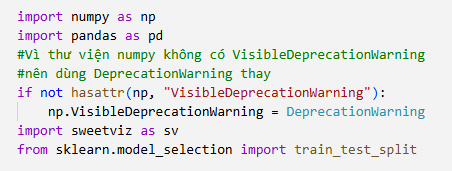 import numpy as np
import pandas as pd
#Vì thư viện numpy không có VisibleDeprecationWarning
#nên dùng DeprecationWarning thay
if not hasattr(np, "VisibleDeprecationWarning"):
    np.VisibleDeprecationWarning = DeprecationWarning
import sweetviz as sv
from sklearn.model_selection import train_test_split